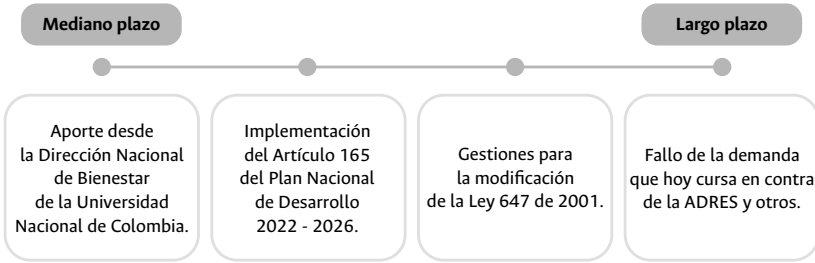 Mediano plazo
Largo plazo
Aporte desde
la Dirección Nacional
de Bienestar
de la Universidad
Nacional de Colombia.
Implementación
del Artículo 165
del Plan Nacional
de Desarrollo
2022 - 2026.
Gestiones para
la modificación
de la Ley 647 de 2001.
Fallo de la demanda
que hoy cursa en contra
de la ADRES y otros.